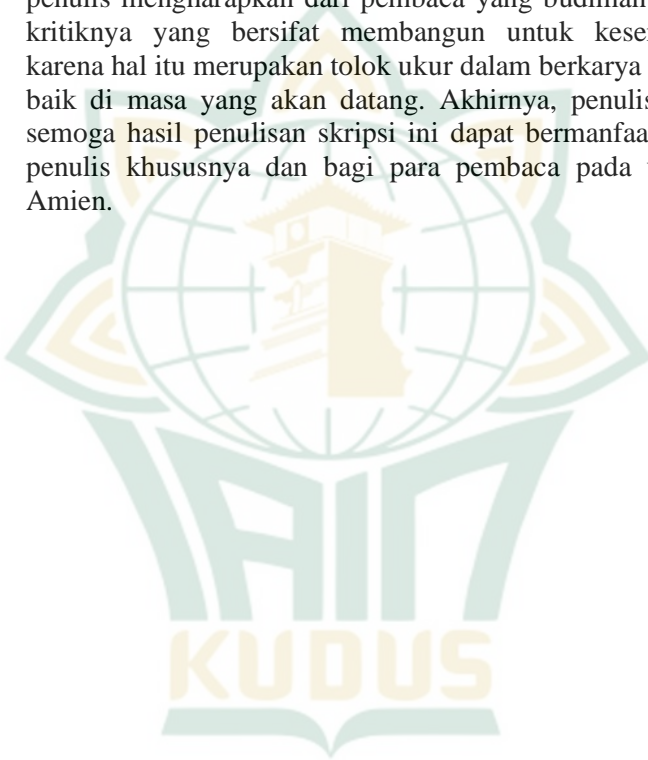 penulis mengharapkan dari pembaca yang budiman
kritiknya yang bersifat membangun untuk
karena hal itu merupakan tolok ukur dalam berkarya
baik di masa yang akan datang. Akhirnya, penulis
semoga hasil penulisan skripsi ini dapat bermanfaa
penulis khususnya dan bagi para pembaca pada
Amien.
IAIN
KUDUS